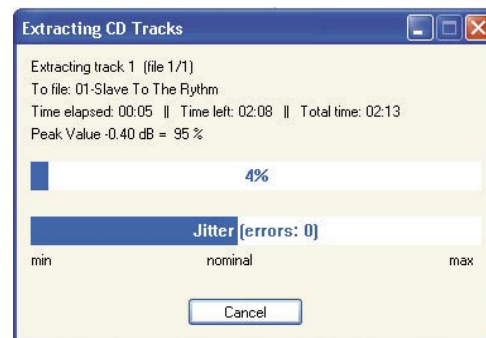 Extracting CD Tracks
Extracting track 1 (file 1/1)
To file: 01-Slave To The Rythm
Time elapsed: 00:05 || Time left: 02:08 || Total time: 02:13
Peak Value -0.40 dB = 95 %
4%
Jitter (errors: 0)
min nominal max
Cancel